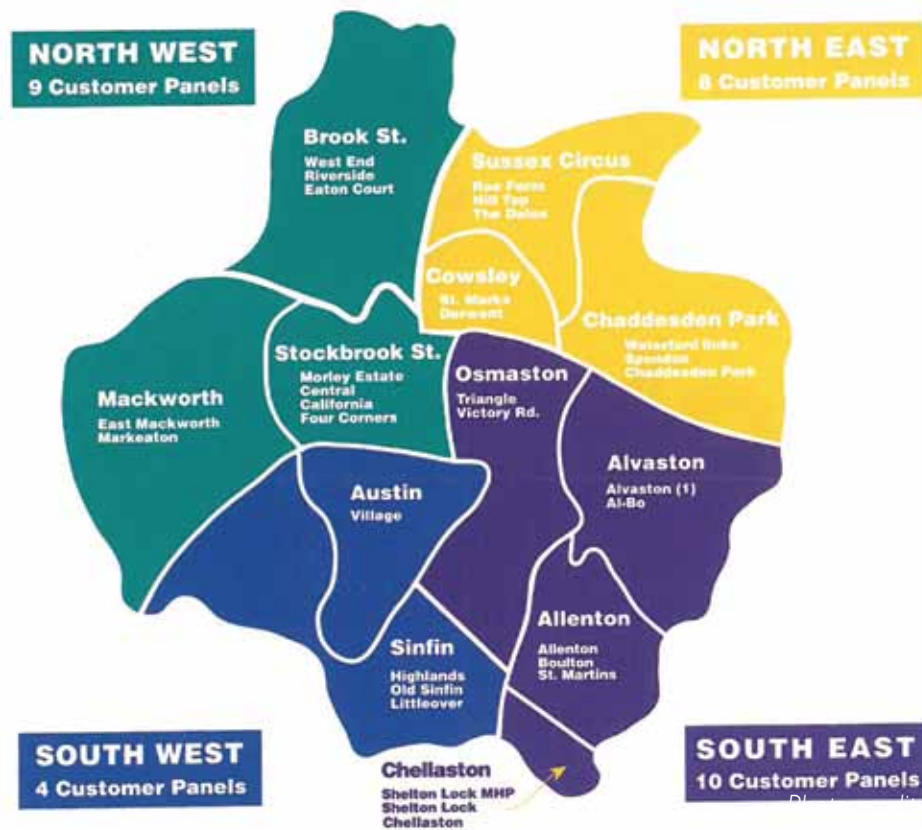 NORTH WEST
9 Customer Panels
NORTH EAST
8 Customer Panels
Brook St.
West End
Riverside
Eaton Court
Sussex Circus
Roe Farm
Hill Top
The Dales
Cowsley
St. Marks
Derwent
Chaddesden Park
Spondon
Chaddesden Park
Stockbrook St.
Morley Estate
Central
California
Four Corners
Osmaston
Triangle
Victory Rd.
Mackworth
East Mackworth
Markeaton
Alvaston
Alvaston (1)
Al-Bo
Austin
Village
Allenton
Allenton
Boulton
St. Martins
Sinfin
Highlands
Old Sinfin
Littleover
SOUTH WEST
4 Customer Panels
SOUTH EAST
10 Customer Panels
Chellaston
Shelton Lock MHP
Shelton Lock
Chellaston